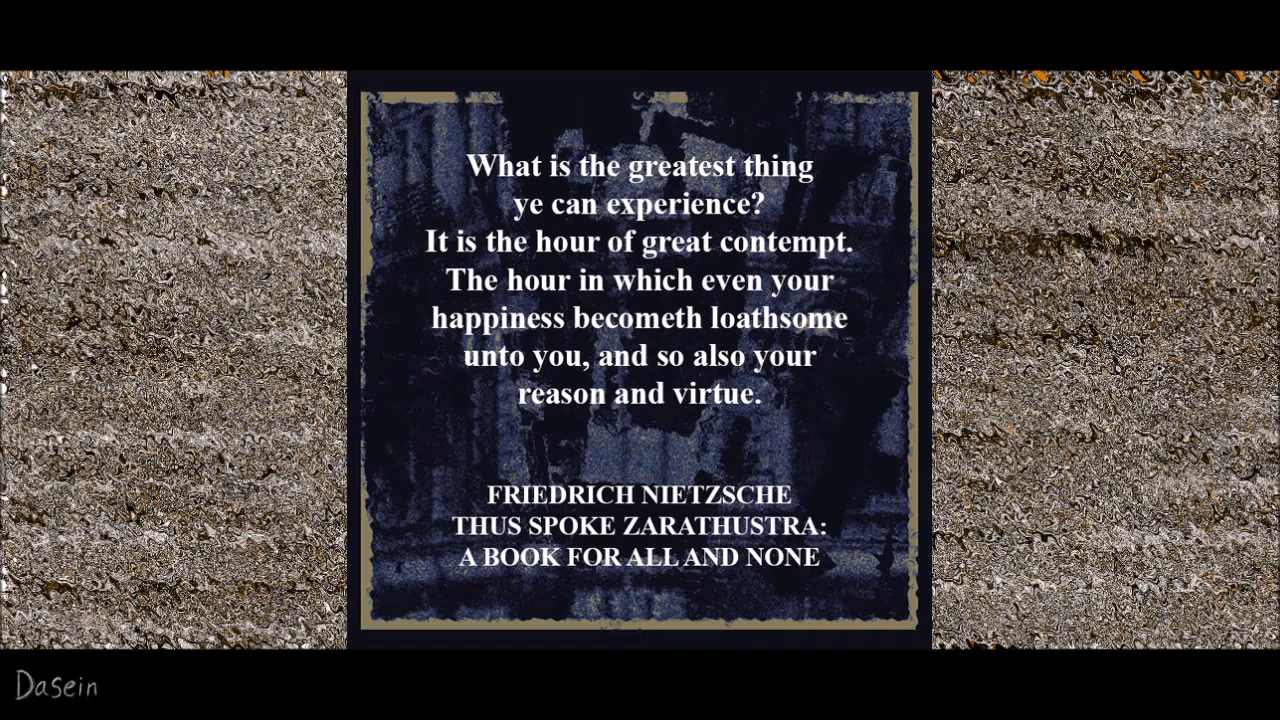 What is the greatest thing
ye can experience?
It is the hour of great contempt.
The hour in which even your
happiness becometh loathsome
unto you, and so also your
reason and virtue.
FRIEDRICH NIETZSCHE
THUS SPOKE ZARATHUSTRA:
A BOOK FOR ALL AND NONE
Dasein